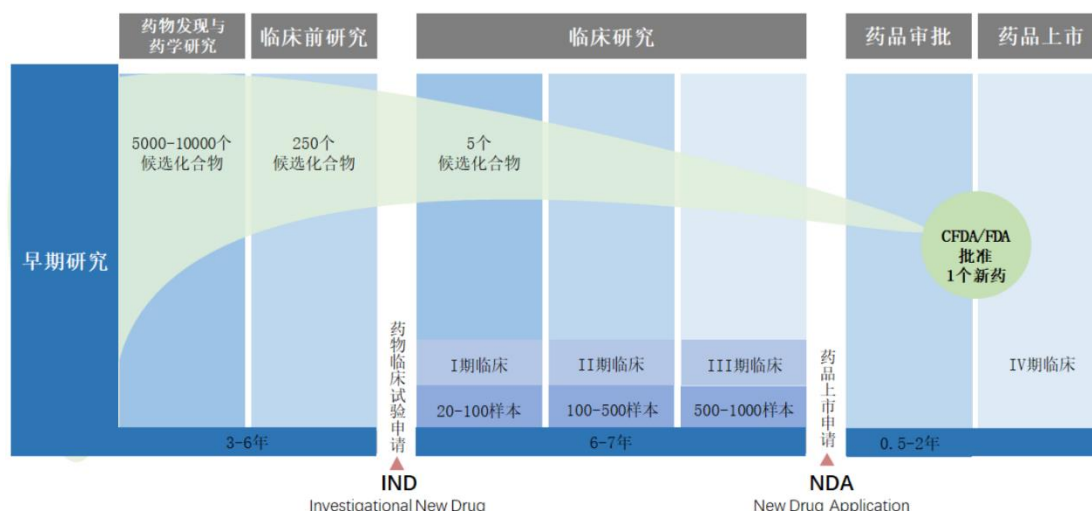 药物发现与
药学研究
临床前研究
临床研究
药品审批
药品上市
早期研究
5000-10000个
候选化合物
250个
候选化合物
5个
候选化合物
CFDA/FDA
批准
1个新药
药物临床试验申请
I期临床
II期临床
III期临床
药品上市申请
IV期临床
20-100样本
100-500样本
500-1000样本
3-6年
6-7年
0.5-2年
IND
Investigational New Drug
NDA
New Drug Application